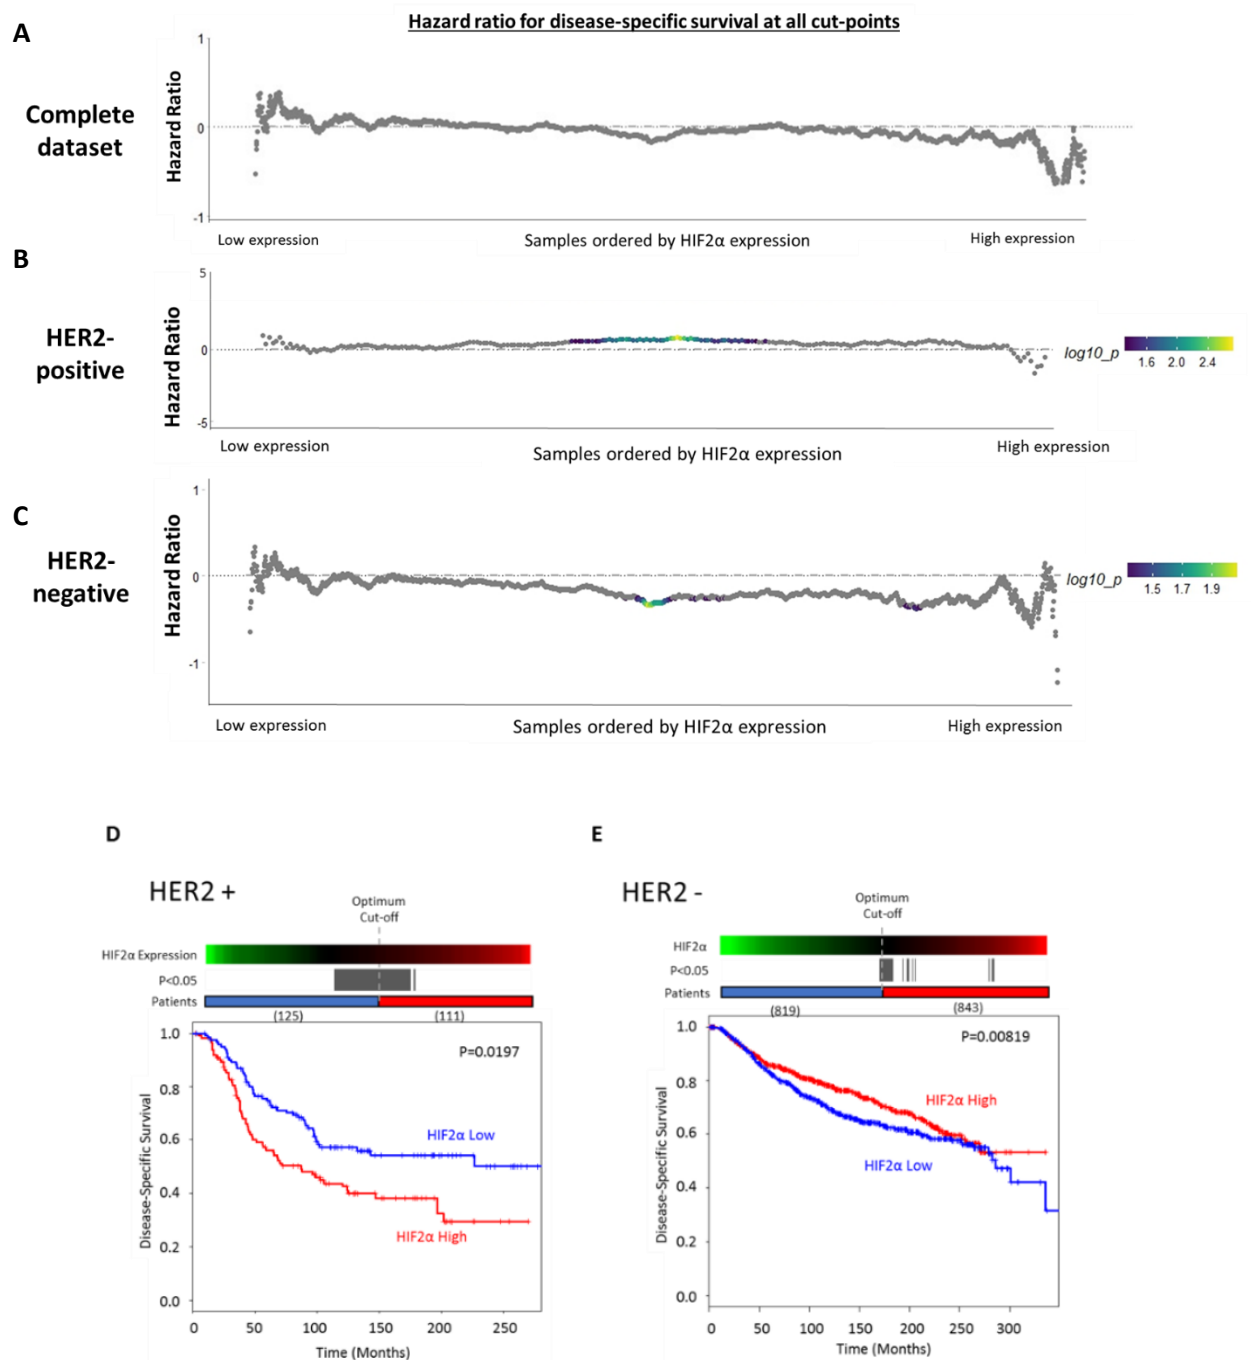 Hazard ratio for disease-specific survival at all cut-points
A
Complete
dataset
Hazard Ratio
1
0
-1
Low expression
Samples ordered by HIF2α expression
High expression
B
HER2-
positive
Hazard Ratio
5
0
-5
log10_p
1.6 2.0 2.4
Low expression
Samples ordered by HIF2α expression
High expression
C
HER2-
negative
Hazard Ratio
1
0
-1
log10_p
1.5 1.7 1.9
Low expression
Samples ordered by HIF2α expression
High expression
D
HER2 +
Optimum
Cut-off
HIF2α Expression
P<0.05
Patients
(125)
(111)
P=0.0197
1.0
0.8
0.6
0.4
0.2
0.0
Disease-Specific Survival
HIF2α Low
HIF2α High
0 50 100 150 200 250
Time (Months)
E
HER2 -
Optimum
Cut-off
HIF2α
P<0.05
Patients
(819)
(843)
P=0.00819
1.0
0.8
0.6
0.4
0.2
0.0
Disease-Specific Survival
HIF2α High
HIF2α Low
0 50 100 150 200 250 300
Time (Months)